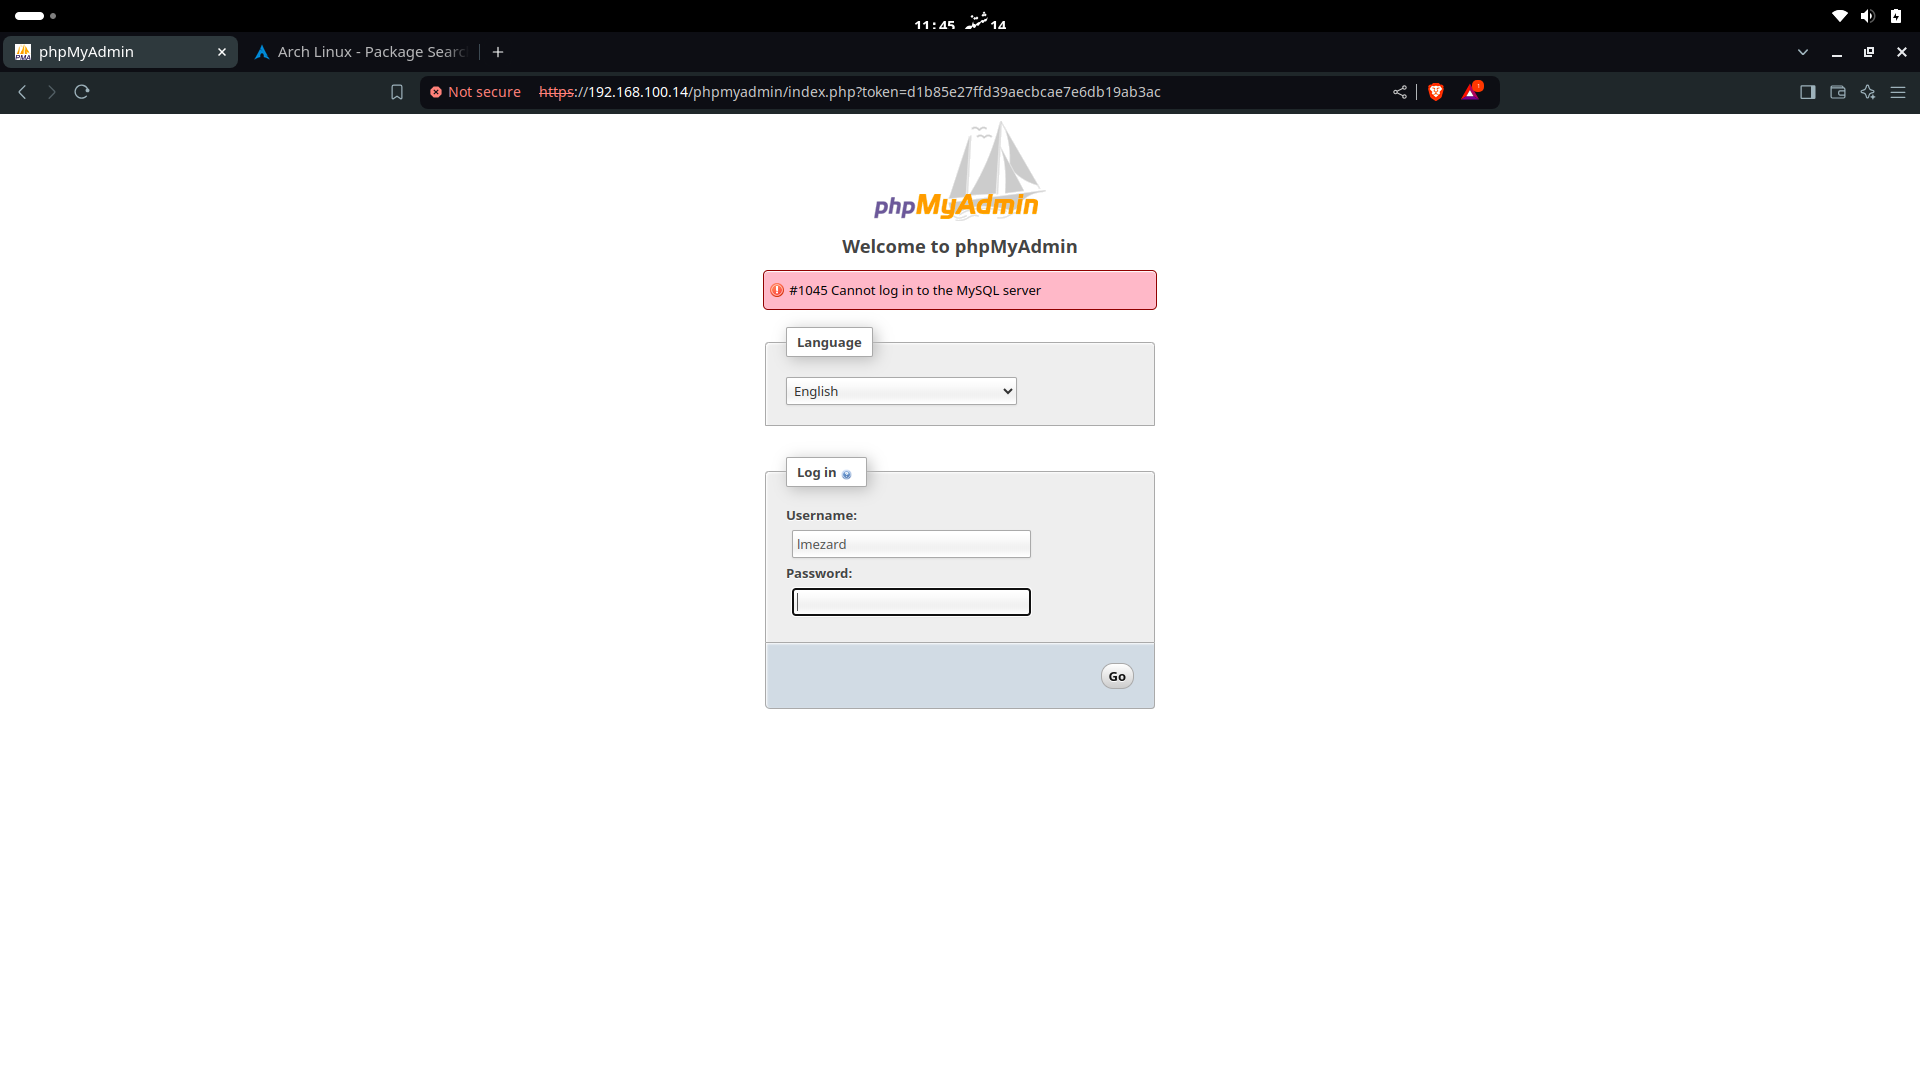 11:45 14
phpMyAdmin
Arch Linux - Package Searc
Not secure https://192.168.100.14/phpmyadmin/index.php?token=d1b85e27ffd39aecbcae7e6db19ab3ac
phpMyAdmin
Welcome to phpMyAdmin
#1045 Cannot log in to the MySQL server
Language
English
Log in
Username:
lmezard
Password:
Go